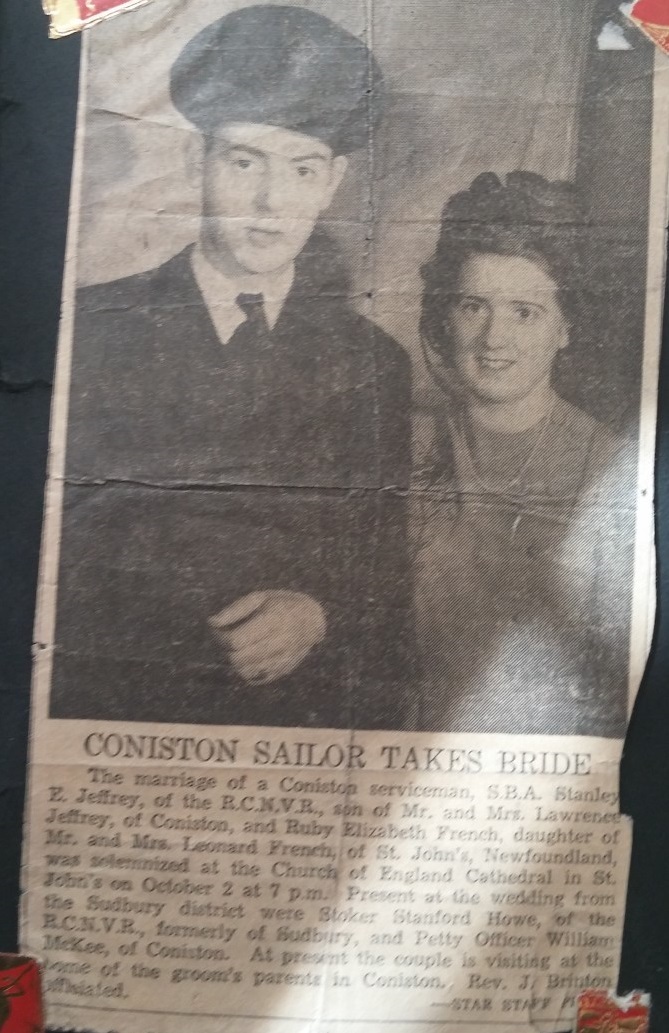 CONISTON SAILOR TAKES BRIDE
The marriage of a Coniston serviceman, S.B.A. Stanley
E. Jeffrey, of the R.C.N.V.R., son of Mr. and Mrs. Lawrence
Jeffrey, of Coniston, and Ruby Elizabeth French, daughter of
Mr. and Mrs. Leonard French, of St. John's, Newfoundland,
was solemnized at the Church of England Cathedral in St.
John's on October 2 at 7 p.m. Present at the wedding from
the Sudbury district were Stoker Stanford Howe, of the
R.C.N.V.R., formerly of Sudbury, and Petty Officer William
McKee, of Coniston. At present the couple is visiting at the
home of the groom's parents in Coniston. Rev. J. Brinton
officiated.
—STAR STAFF